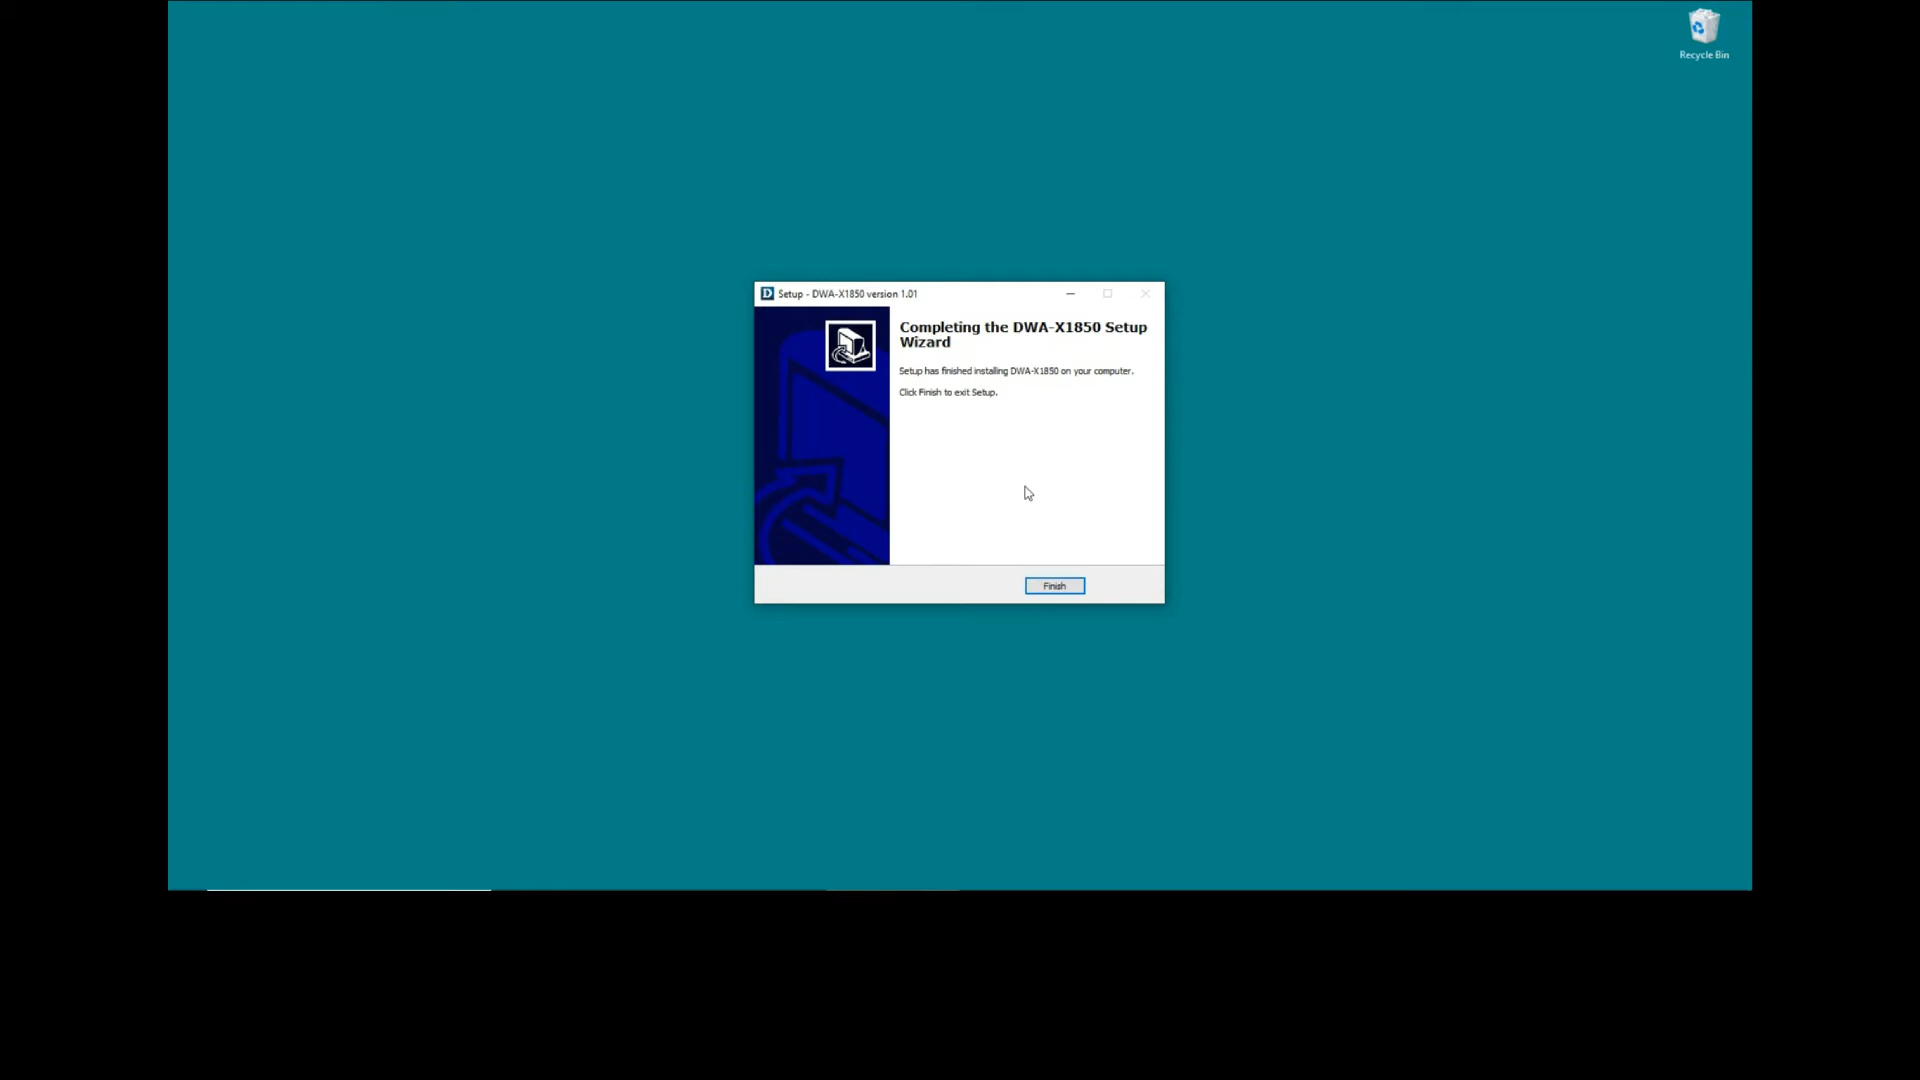 Recycle Bin
D Setup - DWA-X1850 version 1.01
Completing the DWA-X1850 Setup
Wizard
Setup has finished installing DWA-X1850 on your computer.
Click Finish to exit Setup.
Finish